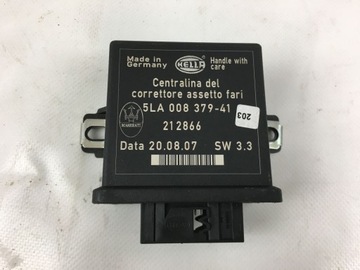 Made in
Germany
HELLA
Handle with
care
Centralina del
correttore assetto fari
5LA 008 379-41
203
212866
MASERATI
Data 20.08.07 SW 3.3